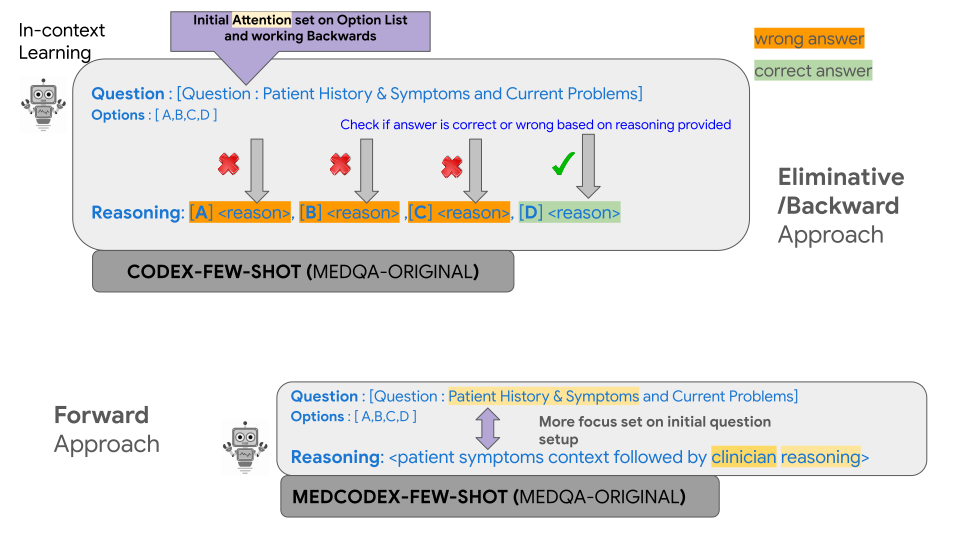 In-context
Learning
Initial Attention set on Option List
and working Backwards
wrong answer
correct answer
Question : [Question : Patient History & Symptoms and Current Problems]
Options : [ A,B,C,D ]
Check if answer is correct or wrong based on reasoning provided
Reasoning: [A] <reason>, [B] <reason> ,[C] <reason>, [D] <reason>
Eliminative
/Backward
Approach
CODEX-FEW-SHOT (MEDQA-ORIGINAL)
Forward
Approach
Question : [Question : Patient History & Symptoms and Current Problems]
Options : [ A,B,C,D ]
More focus set on initial question
setup
Reasoning: <patient symptoms context followed by clinician reasoning>
MEDCODEX-FEW-SHOT (MEDQA-ORIGINAL)